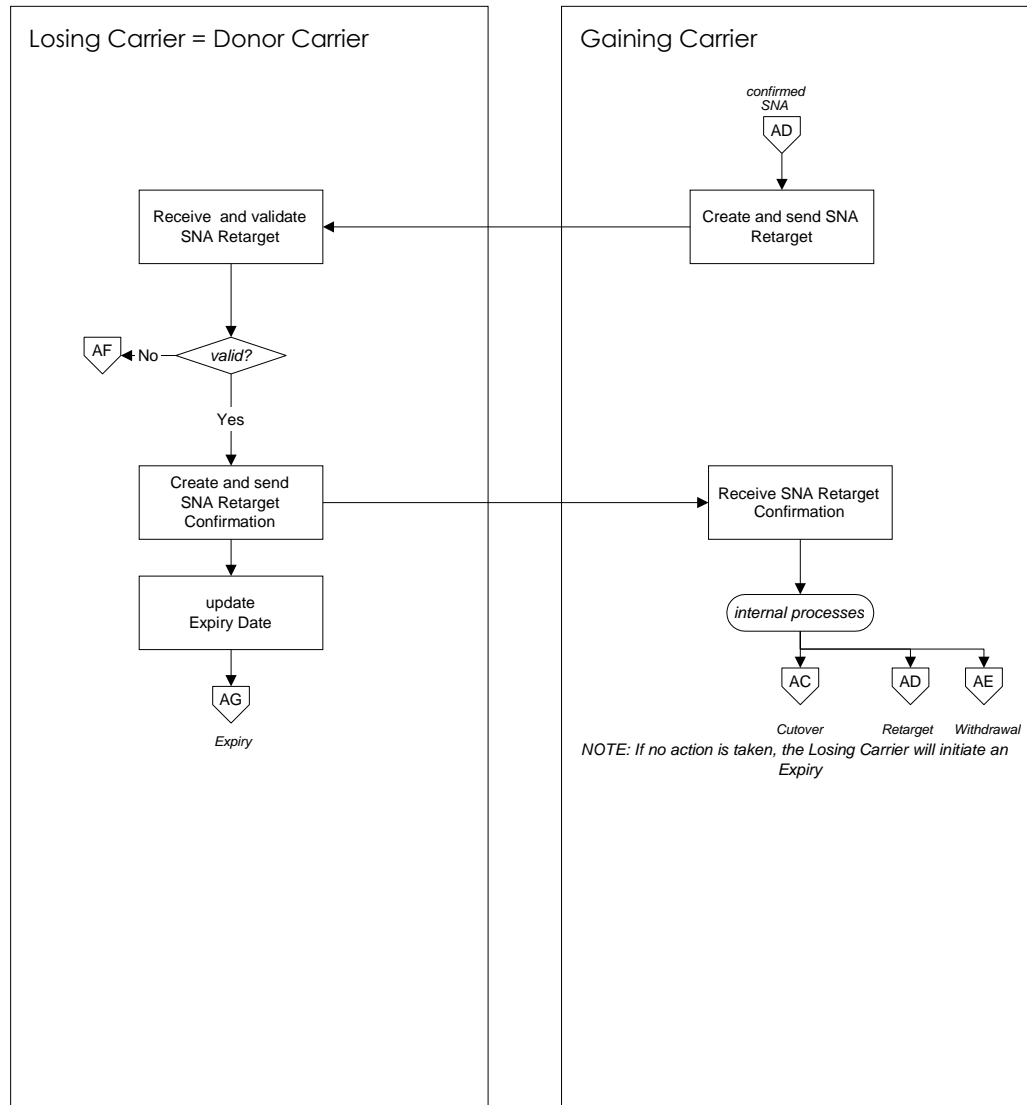 Losing Carrier = Donor Carrier
Gaining Carrier
confirmed
SNA
AD
Receive and validate
SNA Retarget
Create and send SNA
Retarget
AF
No
valid?
Yes
Create and send
SNA Retarget
Confirmation
Receive SNA Retarget
Confirmation
update
Expiry Date
internal processes
AG
Expiry
AC
AD
AE
Cutover
Retarget
Withdrawal
NOTE: If no action is taken, the Losing Carrier will initiate an
Expiry